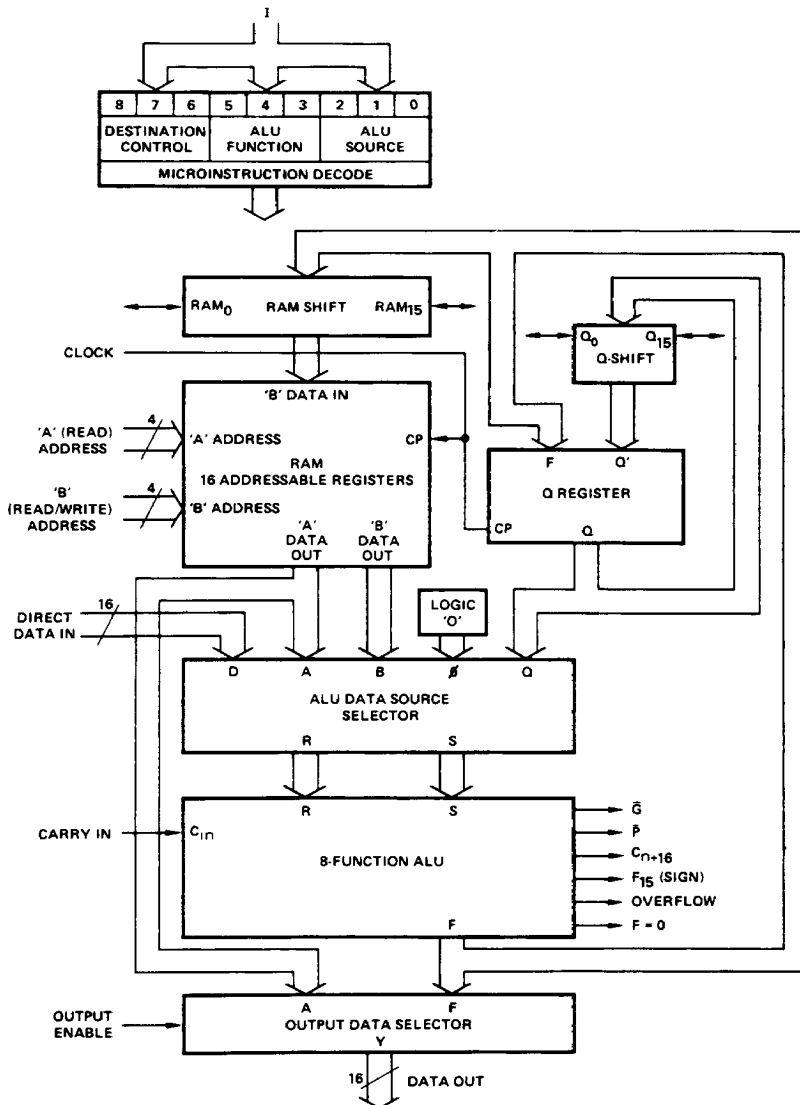 I
8 7 6 5 4 3 2 1 0
DESTINATION CONTROL
ALU FUNCTION
ALU SOURCE
MICROINSTRUCTION DECODE
RAM0 RAM SHIFT RAM15
Q0 Q15
Q-SHIFT
CLOCK
'B' DATA IN
'A' (READ) ADDRESS
4
'A' ADDRESS
CP
RAM
16 ADDRESSABLE REGISTERS
'B' (READ/WRITE) ADDRESS
4
'B' ADDRESS
'A' DATA OUT
'B' DATA OUT
F Q'
Q REGISTER
CP
Q
DIRECT DATA IN
16
LOGIC 'O'
D A B Ø Q
ALU DATA SOURCE SELECTOR
R S
R S
CARRY IN
Cin
8-FUNCTION ALU
F
Ḡ
P̄
Cn+16
F15 (SIGN)
OVERFLOW
F = 0
OUTPUT ENABLE
A F
OUTPUT DATA SELECTOR
Y
16 DATA OUT